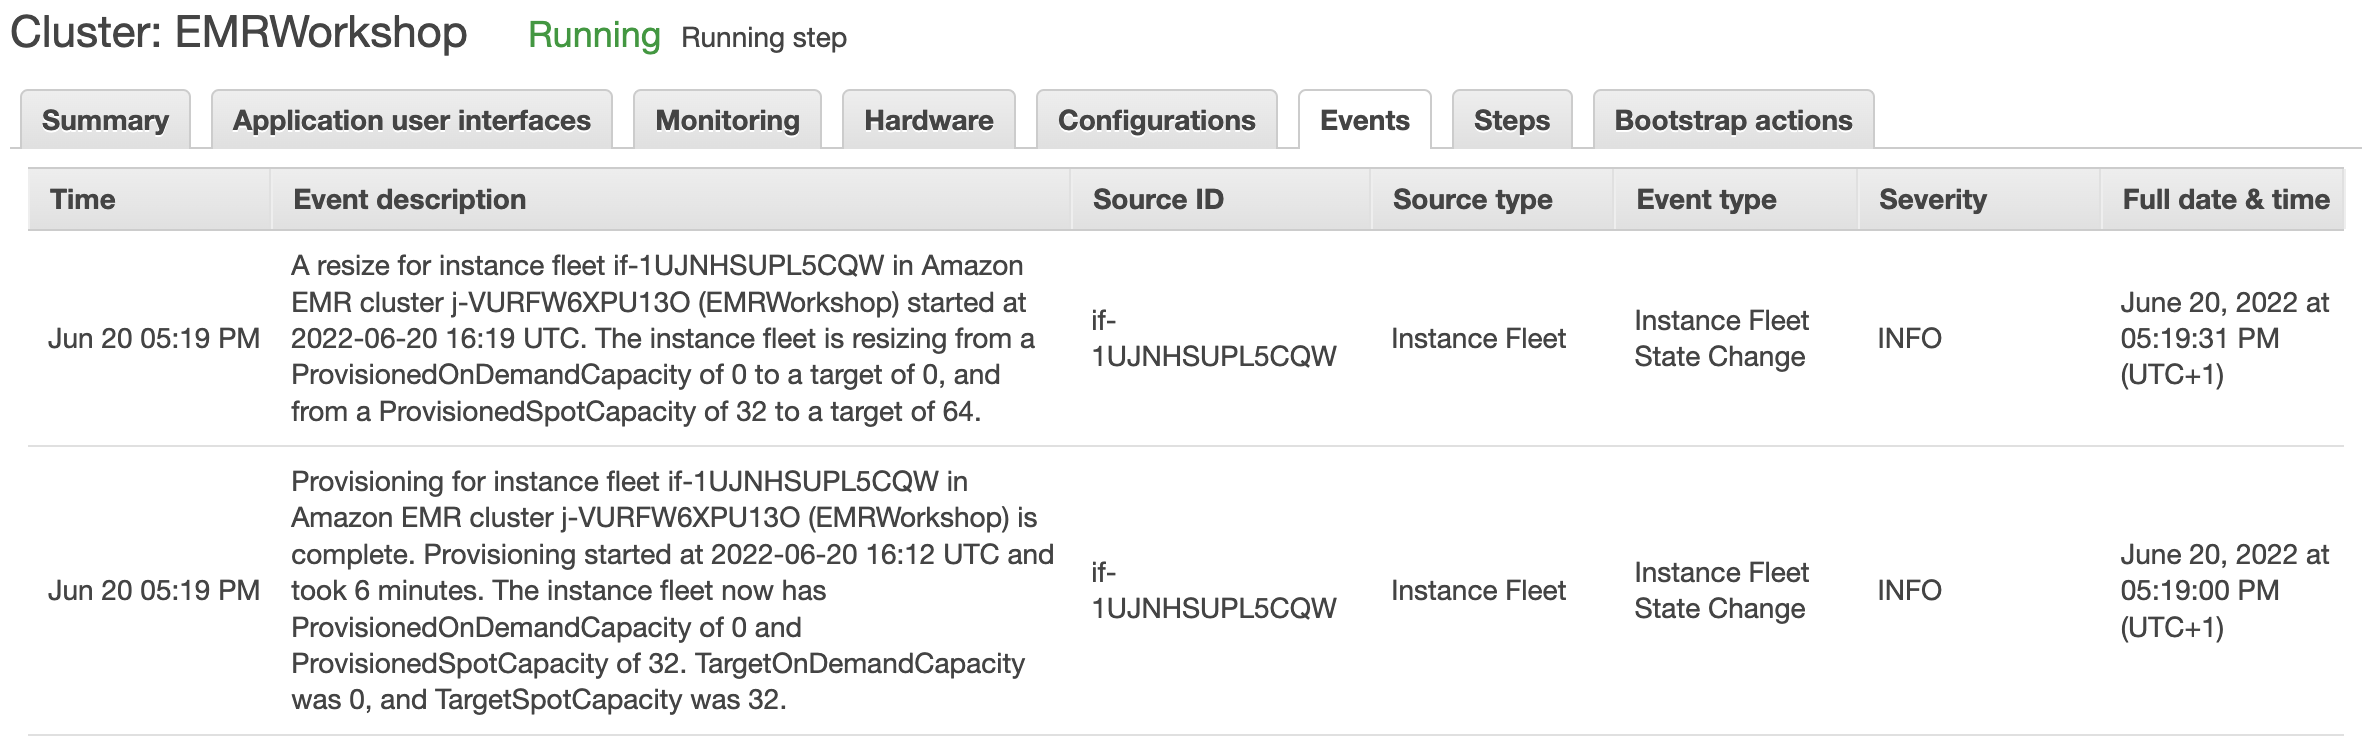 Cluster: EMRWorkshop Running Running step
Summary Application user interfaces Monitoring Hardware Configurations Events Steps Bootstrap actions
Time Event description Source ID Source type Event type Severity Full date & time
Jun 20 05:19 PM
A resize for instance fleet if-1UJNHSUPL5CQW in Amazon
EMR cluster j-VURFW6XPU13O (EMRWorkshop) started at
2022-06-20 16:19 UTC. The instance fleet is resizing from a
ProvisionedOnDemandCapacity of 0 to a target of 0, and
from a ProvisionedSpotCapacity of 32 to a target of 64.
if-
1UJNHSUPL5CQW
Instance Fleet
Instance Fleet
State Change
INFO
June 20, 2022 at
05:19:31 PM
(UTC+1)
Jun 20 05:19 PM
Provisioning for instance fleet if-1UJNHSUPL5CQW in
Amazon EMR cluster j-VURFW6XPU13O (EMRWorkshop) is
complete. Provisioning started at 2022-06-20 16:12 UTC and
took 6 minutes. The instance fleet now has
ProvisionedOnDemandCapacity of 0 and
ProvisionedSpotCapacity of 32. TargetOnDemandCapacity
was 0, and TargetSpotCapacity was 32.
if-
1UJNHSUPL5CQW
Instance Fleet
Instance Fleet
State Change
INFO
June 20, 2022 at
05:19:00 PM
(UTC+1)